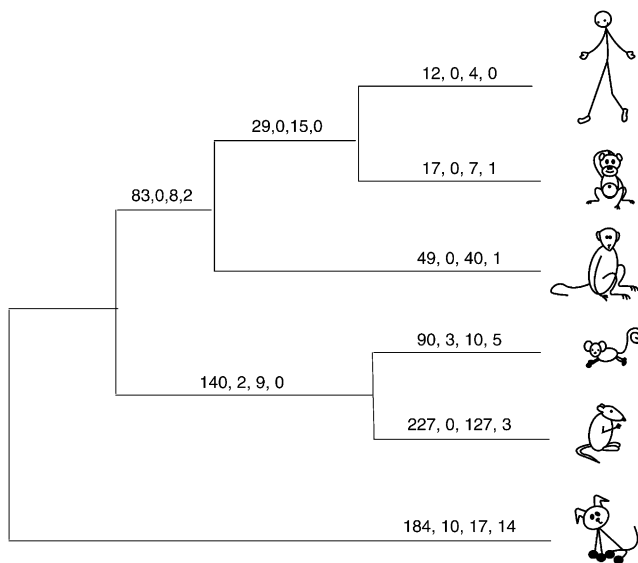 12, 0, 4, 0
29,0,15,0
17, 0, 7, 1
83,0,8,2
49, 0, 40, 1
90, 3, 10, 5
140, 2, 9, 0
227, 0, 127, 3
184, 10, 17, 14